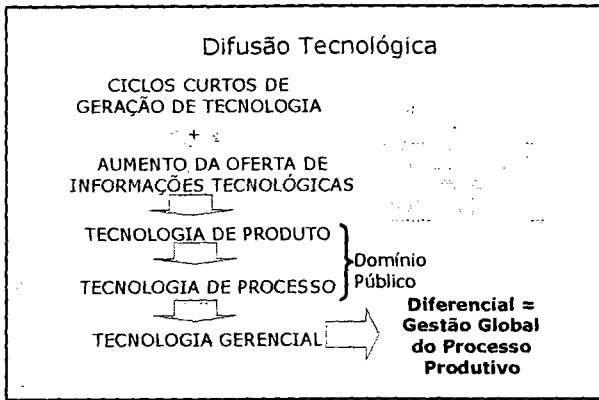 Difusão Tecnológica
CICLOS CURTOS DE
GERAÇÃO DE TECNOLOGIA
+
AUMENTO DA OFERTA DE
INFORMAÇÕES TECNOLÓGICAS
TECNOLOGIA DE PRODUTO
TECNOLOGIA DE PROCESSO
Domínio
Público
TECNOLOGIA GERENCIAL
Diferencial =
Gestão Global
do Processo
Produtivo